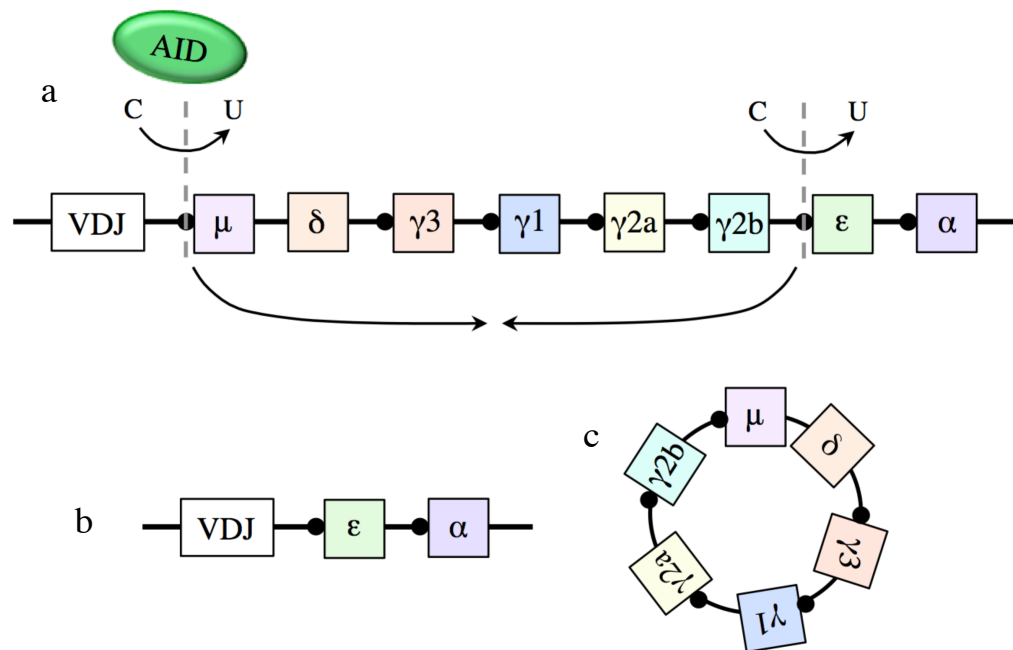 AID
a
C U C U
VDJ μ δ γ3 γ1 γ2a γ2b ε α
b
VDJ ε α
c
μ
δ
γ3
γ1
γ2a
γ2b